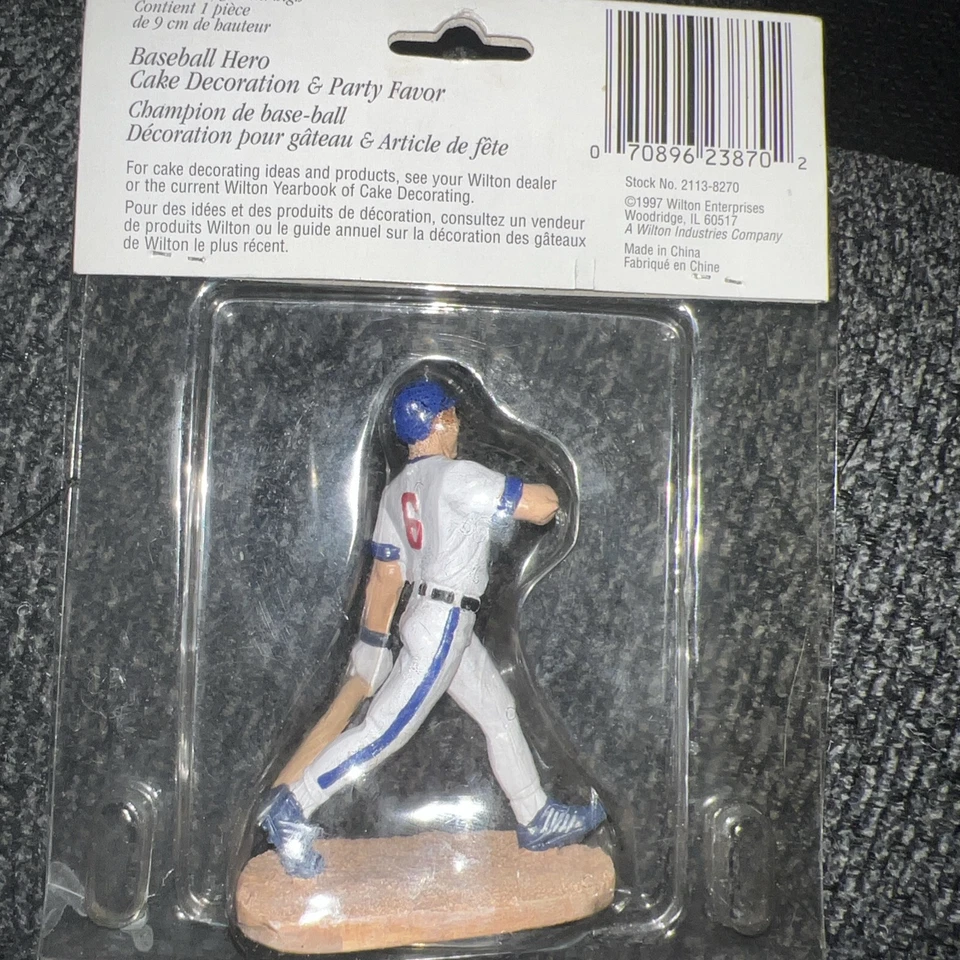 Contient 1 pièce
de 9 cm de hauteur
Baseball Hero
Cake Decoration & Party Favor
Champion de base-ball
Décoration pour gâteau & Article de fête
For cake decorating ideas and products, see your Wilton dealer
or the current Wilton Yearbook of Cake Decorating.
Pour des idées et des produits de décoration, consultez un vendeur
de produits Wilton ou le guide annuel sur la décoration des gâteaux
de Wilton le plus récent.
0 70896 23870 2
Stock No. 2113-8270
©1997 Wilton Enterprises
Woodridge, IL 60517
A Wilton Industries Company
Made in China
Fabriqué en Chine
6